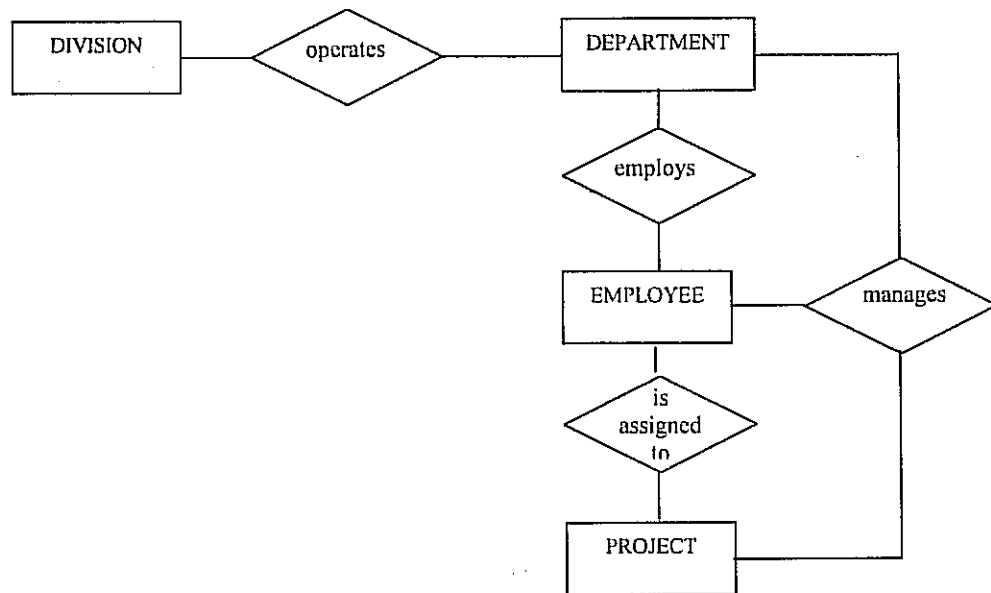 DIVISION
operates
DEPARTMENT
employs
EMPLOYEE
manages
is
assigned
to
PROJECT